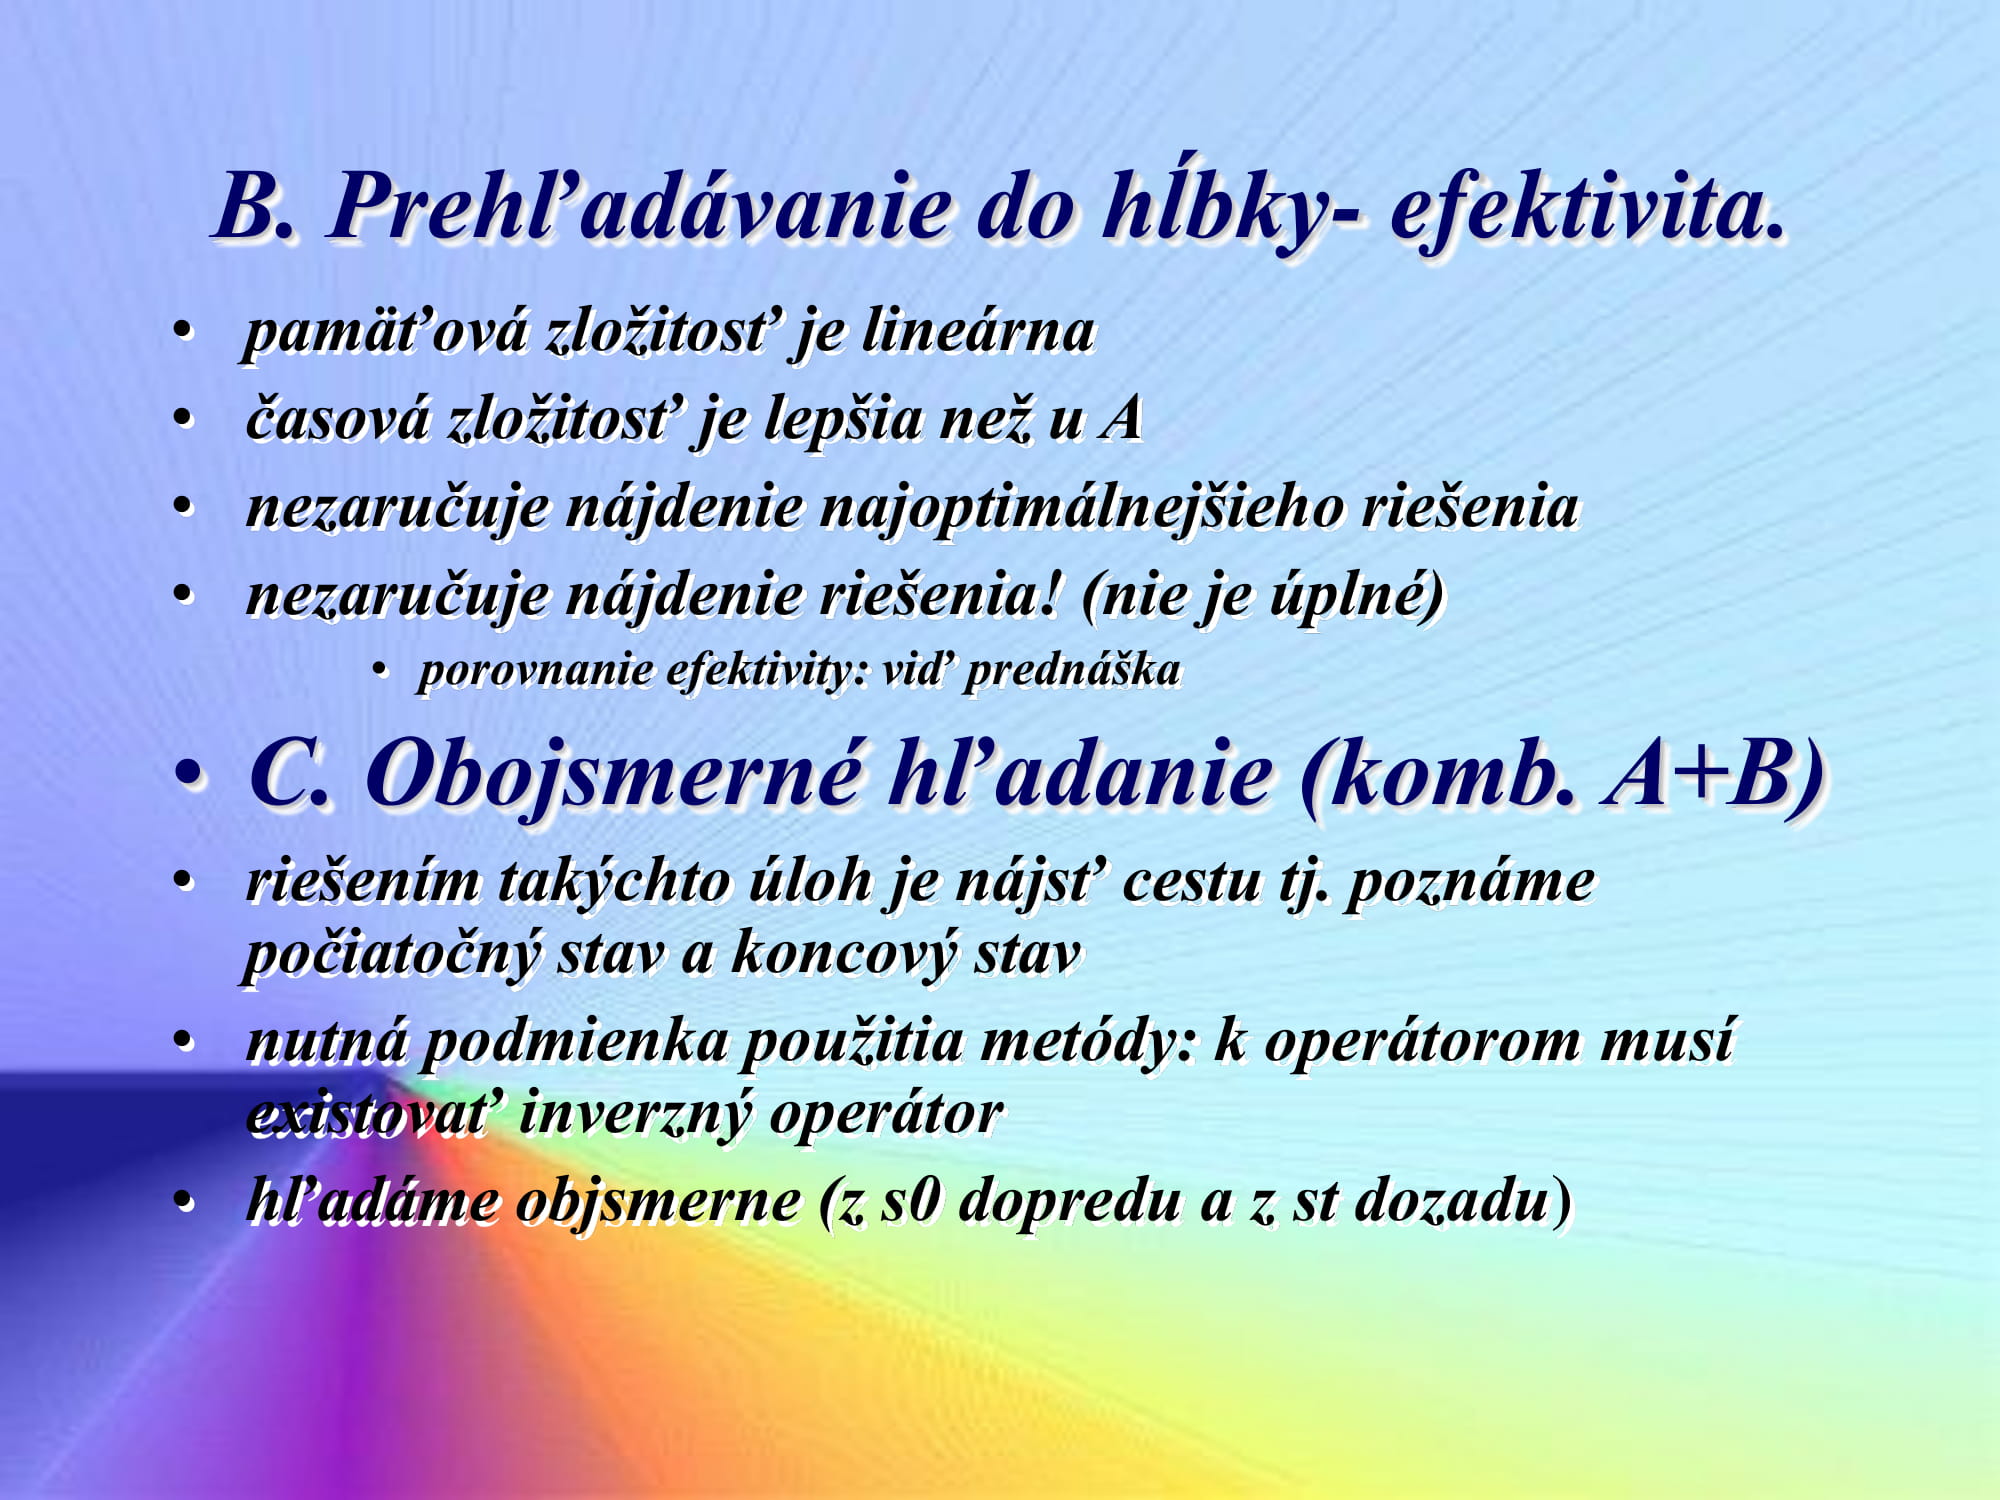 B. Prehľadávanie do hĺbky- efektivita.
• pamäťová zložitosť je lineárna
• časová zložitosť je lepšia než u A
• nezaručuje nájdenie najoptimálnejšieho riešenia
• nezaručuje nájdenie riešenia! (nie je úplné)
• porovnanie efektivity: viď prednáška
• C. Obojsmerné hľadanie (komb. A+B)
• riešením takýchto úloh je nájsť cestu tj. poznáme
počiatočný stav a koncový stav
• nutná podmienka použitia metódy: k operátorom musí
existovať inverzný operátor
• hľadáme objsmerne (z s0 dopredu a z st dozadu)